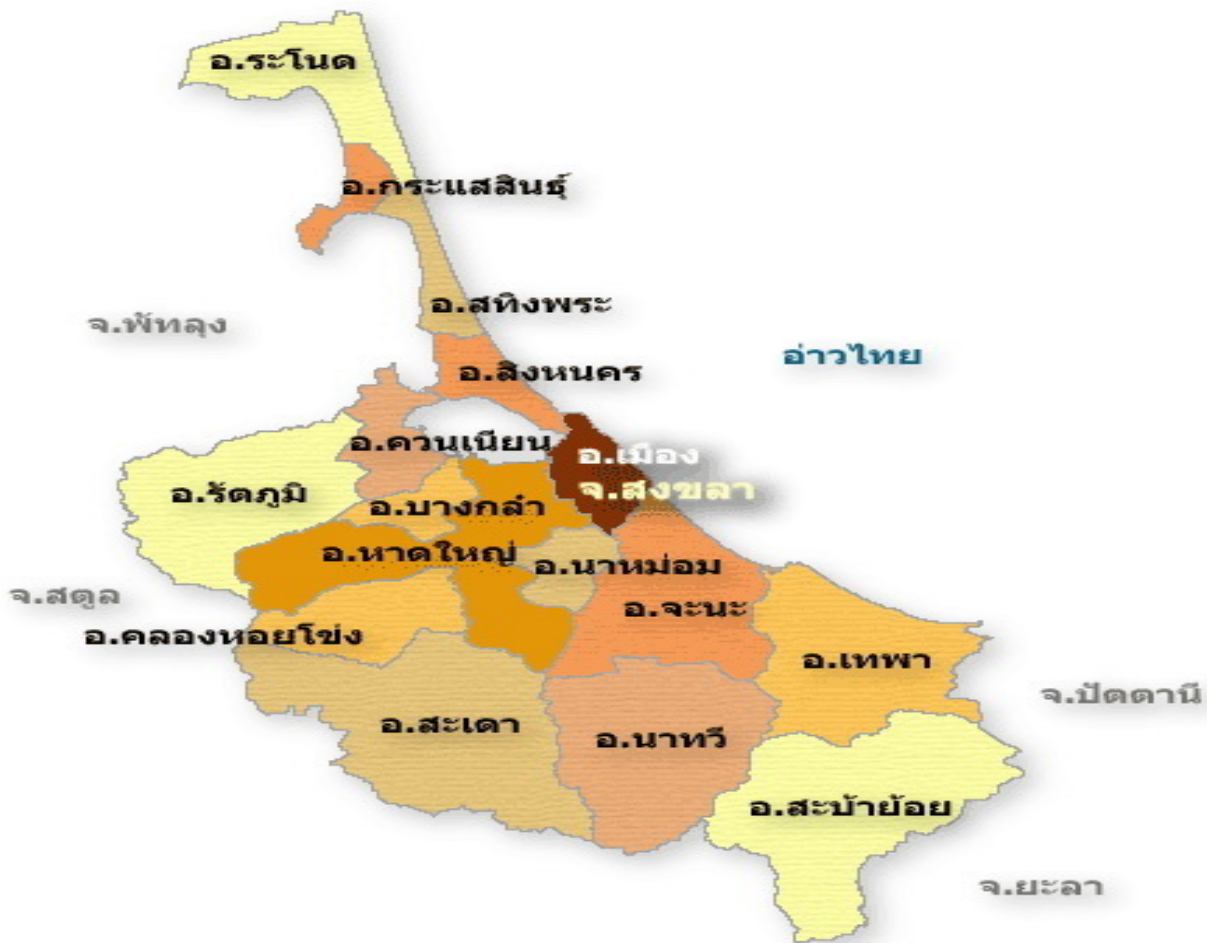 อ.ระโนด
อ.กระแสสินธุ์
อ.สทิงพระ
จ.พัทลุง
อ่าวไทย
อ.สิงหนคร
อ.ควนเนียน
อ.เมือง
จ.สงขลา
อ.รัตภูมิ
อ.บางกล่ำ
อ.หาดใหญ่
อ.นาหม่อม
จ.สตูล
อ.จะนะ
อ.คลองหอยโข่ง
อ.เทพา
จ.ปัตตานี
อ.สะเดา
อ.นาทวี
อ.สะบ้าย้อย
จ.ยะลา